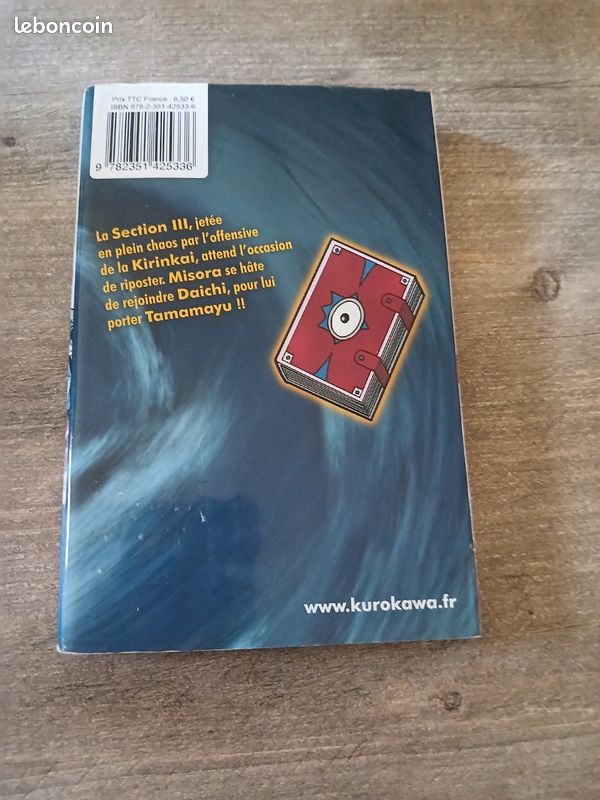 leboncoin
Prix TTC France : 6,50 €
ISBN 978-2-351-42533-6
9 782351 425336
La Section III, jetée
en plein chaos par l'offensive
de la Kirinkai, attend l'occasion
de riposter. Misora se hâte
de rejoindre Daichi, pour lui
porter Tamamayu !!
www.kurokawa.fr